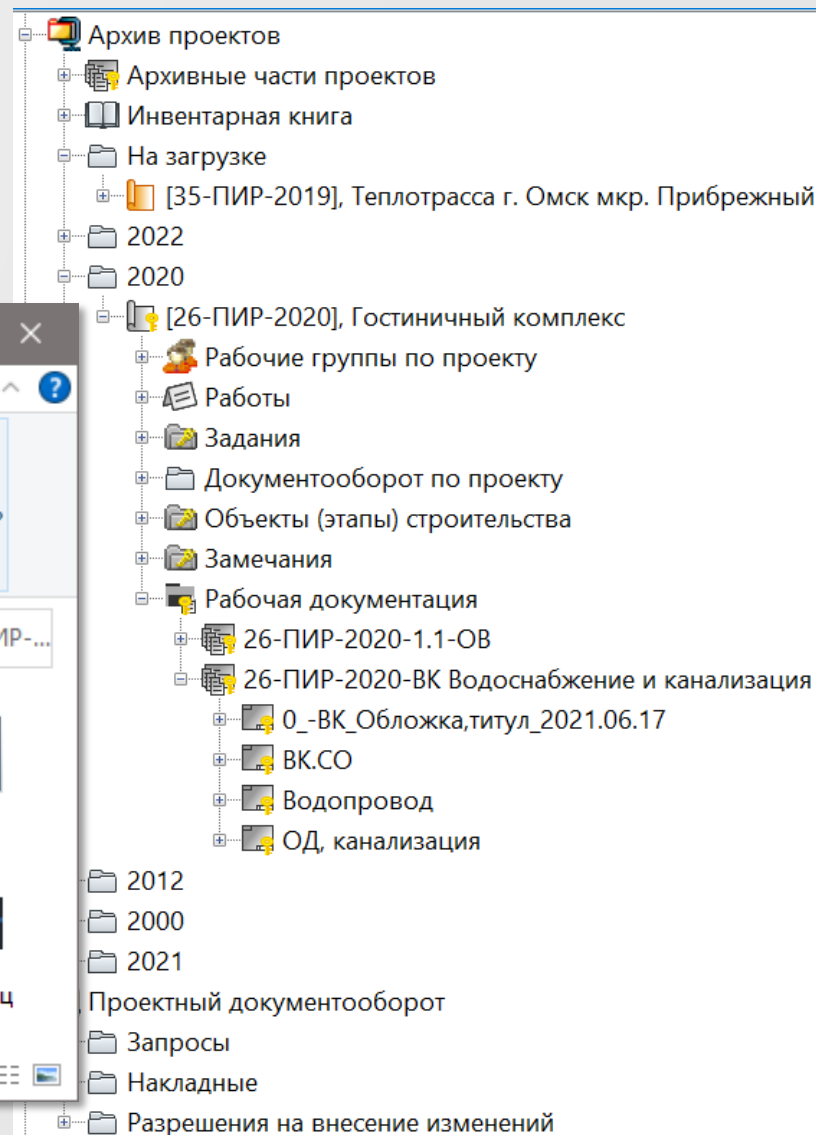 Архив проектов
Архивные части проектов
Инвентарная книга
На загрузке
[35-ПИР-2019], Теплотрасса г. Омск мкр. Прибрежный
2022
2020
[26-ПИР-2020], Гостиничный комплекс
Рабочие группы по проекту
Работы
Задания
Документооборот по проекту
Объекты (этапы) строительства
Замечания
Рабочая документация
26-ПИР-2020-1.1-ОВ
26-ПИР-2020-ВК Водоснабжение и канализация
0_-ВК_Обложка,титул_2021.06.17
ВК.СО
Водопровод
ОД, канализация
2012
2000
2021
Проектный документооборот
Запросы
Накладные
Разрешения на внесение изменений